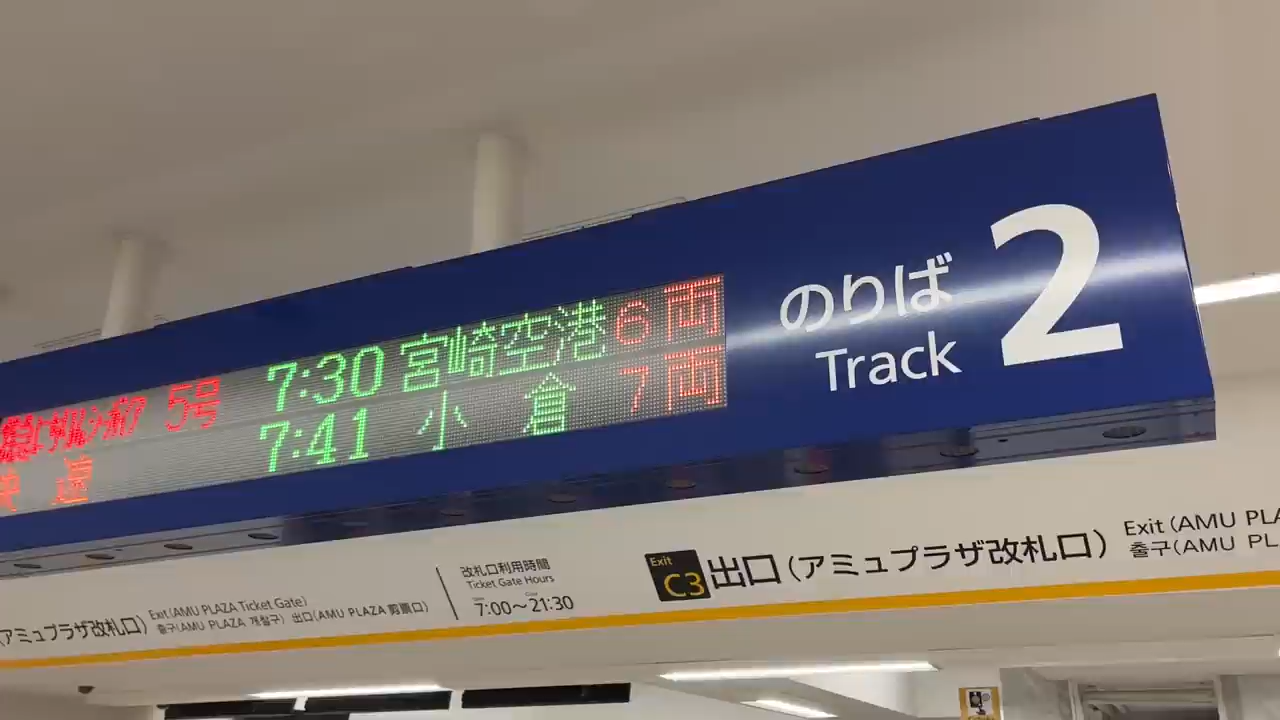 5号 7:30 宮崎空港 6両
速 7:41 小倉 7両
のりば
Track
2
(アミュプラザ改札口)
Exit(AMU PLAZA Ticket Gate)
출구(AMU PLAZA 개찰구) 出口(AMU PLAZA 剪票口)
改札口利用時間
Ticket Gate Hours
7:00～21:30
Exit
C3
出口(アミュプラザ改札口)
Exit (AMU PLA
출구(AMU PL